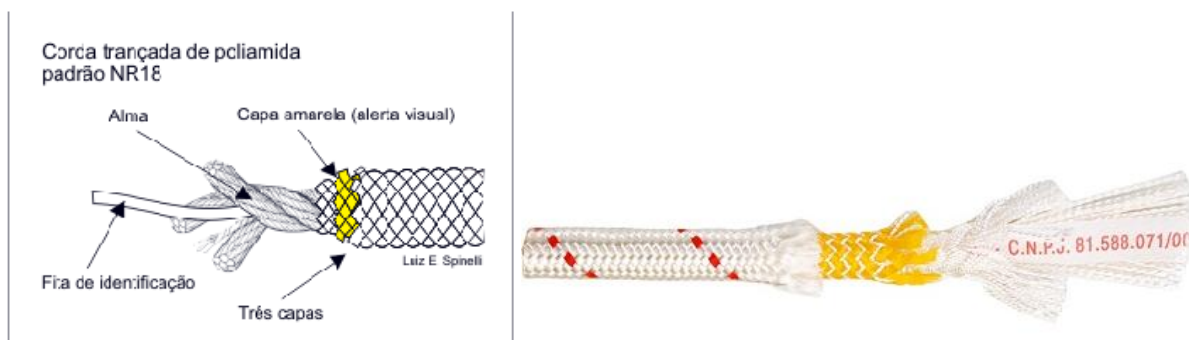 Corda trançada de poliamida
padrão NR18
Alma
Capa amarela (alerta visual)
Luiz E. Spinelli
Fita de identificação
Três capas
C.N.P.J. 81.588.071/00